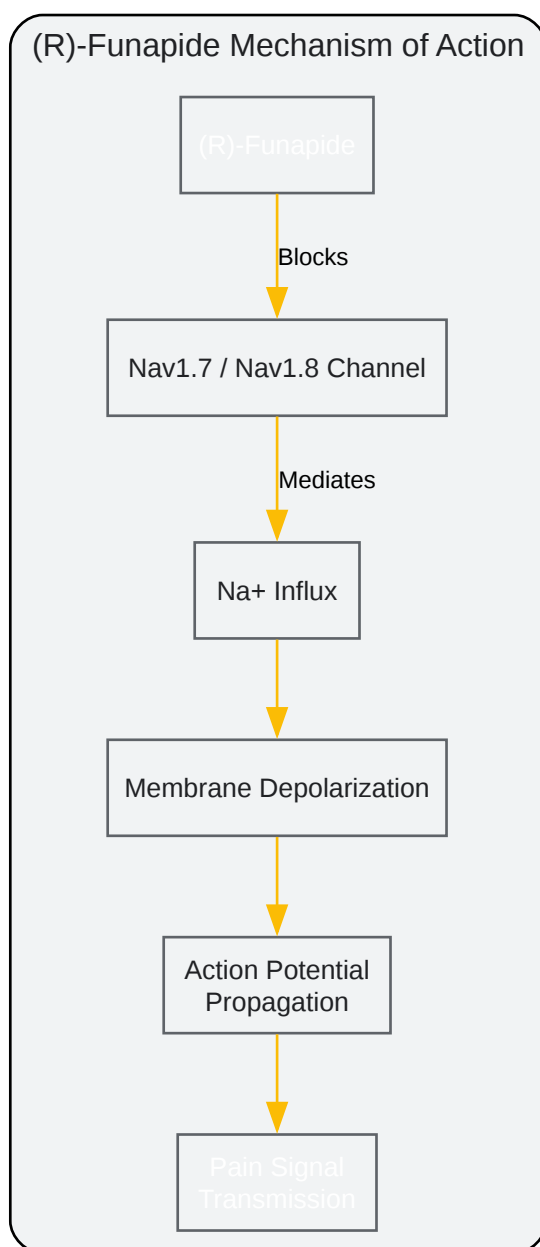 (R)-Funapide Mechanism of Action
(R)-Funapide
Blocks
Nav1.7 / Nav1.8 Channel
Mediates
Na+ Influx
Membrane Depolarization
Action Potential
Propagation
Pain Signal
Transmission